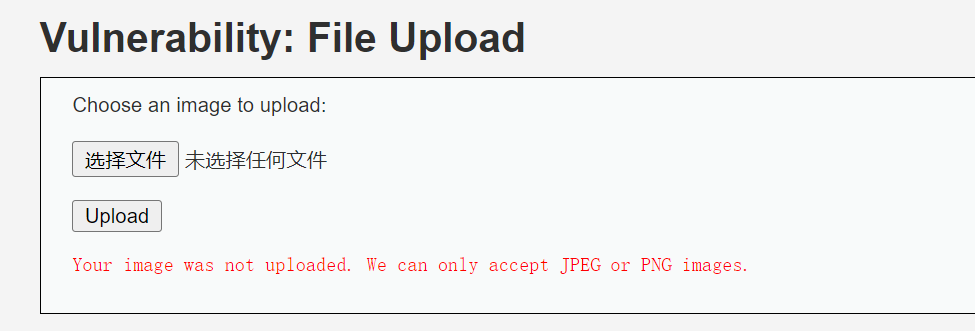 Vulnerability: File Upload
Choose an image to upload:
选择文件 未选择任何文件
Upload
Your image was not uploaded. We can only accept JPEG or PNG images.